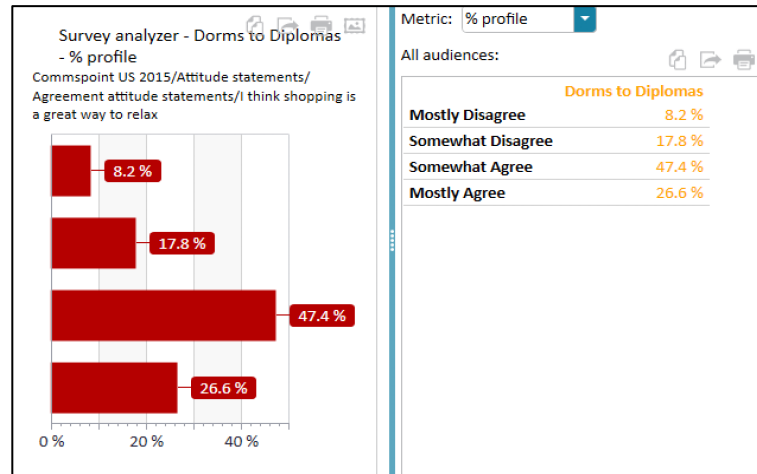 Survey analyzer - Dorms to Diplomas
- % profile
Commspoint US 2015/Attitude statements/
Agreement attitude statements/I think shopping is
a great way to relax
8.2 %
17.8 %
47.4 %
26.6 %
0 %
20 %
40 %
Metric: % profile
All audiences:
Dorms to Diplomas
Mostly Disagree 8.2 %
Somewhat Disagree 17.8 %
Somewhat Agree 47.4 %
Mostly Agree 26.6 %